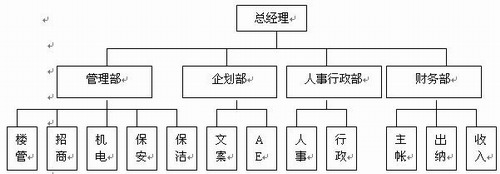 总经理
管理部 企划部 人事行政部 财务部
楼管 招商 机电 保安 保洁 文案 AE 人事 行政 主帐 出纳 收入